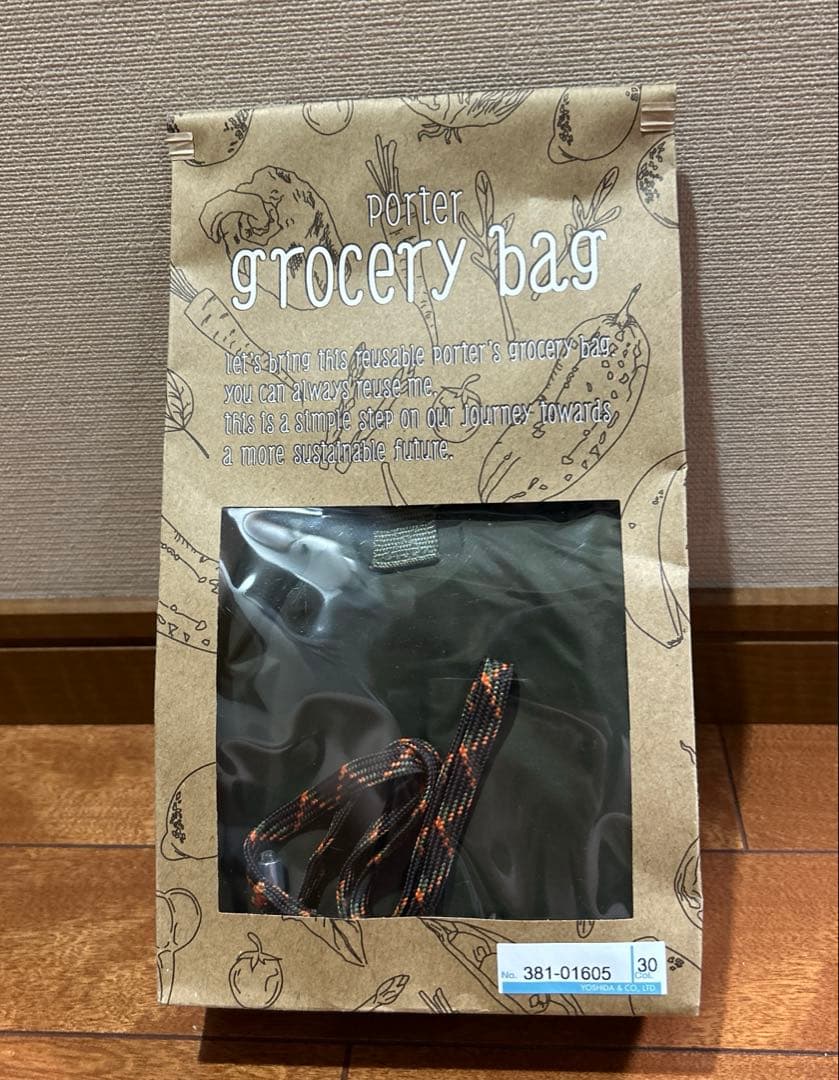 porter
grocery bag
Let's bring this reusable porter's grocery bag.
you can always reuse me.
this is a simple step on our journey towards
a more sustainable future.
No. 381-01605 30 Col.
YOSHIDA & CO., LTD